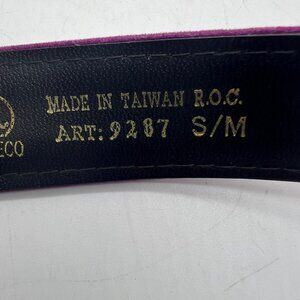 MADE IN TAIWAN R.O.C.
ART: 9287 S/M